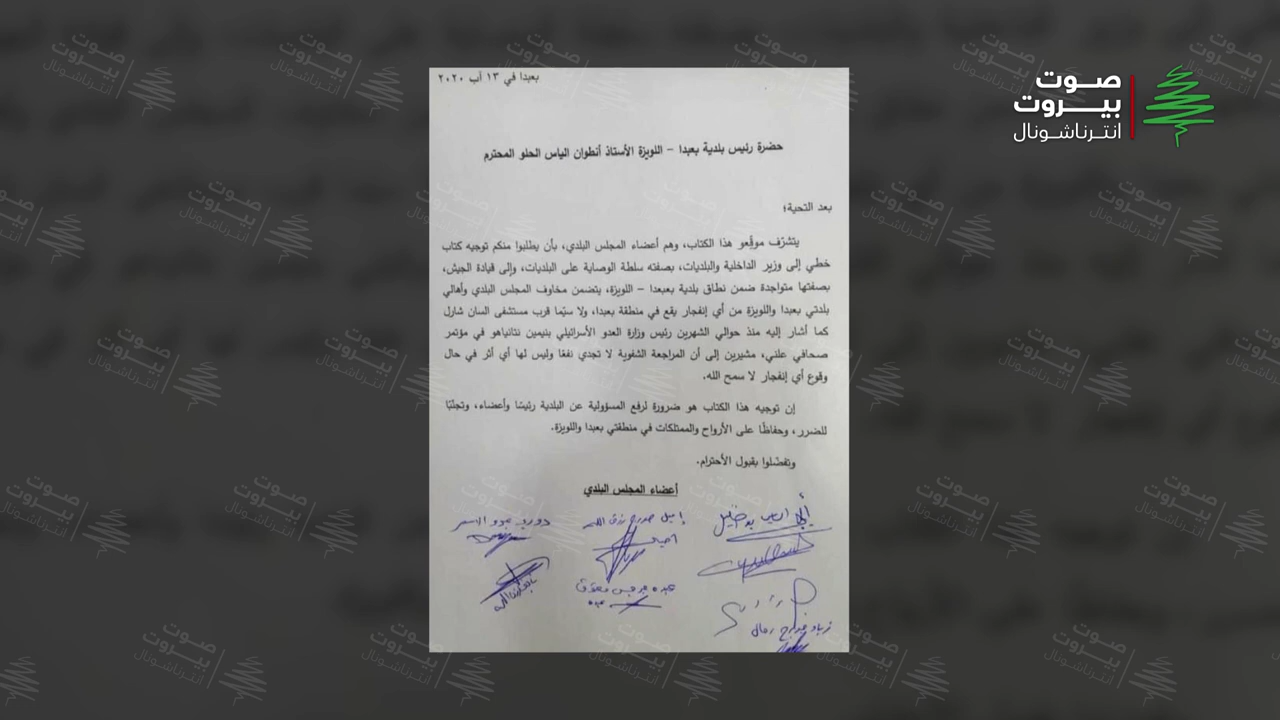 صوت
بيروت
انترناشونال
بعبدا في ١٣ آب ٢٠٢٠
حضرة رئيس بلدية بعبدا – اللويزة الأستاذ أنطوان الياس الحلو المحترم
بعد التحية؛
يتشرّف موقّعو هذا الكتاب، وهم أعضاء المجلس البلدي، بأن يطلبوا منكم توجيه كتاب
خطي إلى وزير الداخلية والبلديات، بصفته سلطة الوصاية على البلديات، وإلى قيادة الجيش،
بصفتها متواجدة ضمن نطاق بلدية بعبعدا – اللويزة، يتضمن مخاوف المجلس البلدي وأهالي
بلدتي بعبدا واللويزة من أي إنفجار يقع في منطقة بعبدا، ولا سيّما قرب مستشفى السان شارل
كما أشار إليه منذ حوالي الشهرين رئيس وزارة العدو الأسرائيلي بنيمين نتانياهو في مؤتمر
صحافي علني، مشيرين إلى أن المراجعة الشفوية لا تجدي نفعًا وليس لها أي أثر في حال
وقوع أي إنفجار لا سمح الله.
إن توجيه هذا الكتاب هو ضرورة لرفع المسؤولية عن البلدية رئيسًا وأعضاء، وتجنّبًا
للضرر، وحفاظًا على الأرواح والممتلكات في منطقتي بعبدا واللويزة.
وتفضّلوا بقبول الأحترام.
أعضاء المجلس البلدي